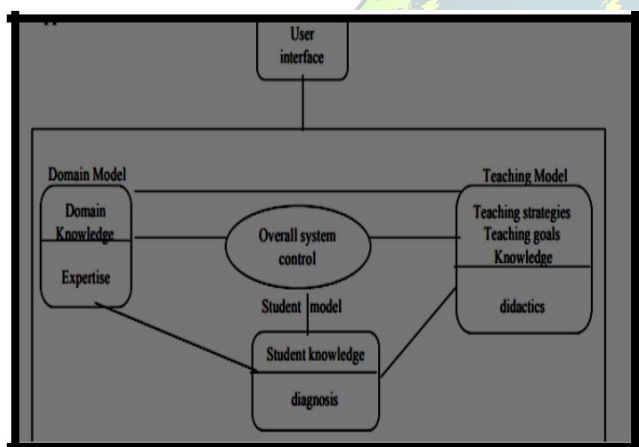 User
interface
Domain Model
Domain
Knowledge
Expertise
Overall system
control
Teaching Model
Teaching strategies
Teaching goals
Knowledge
didactics
Student model
Student knowledge
diagnosis